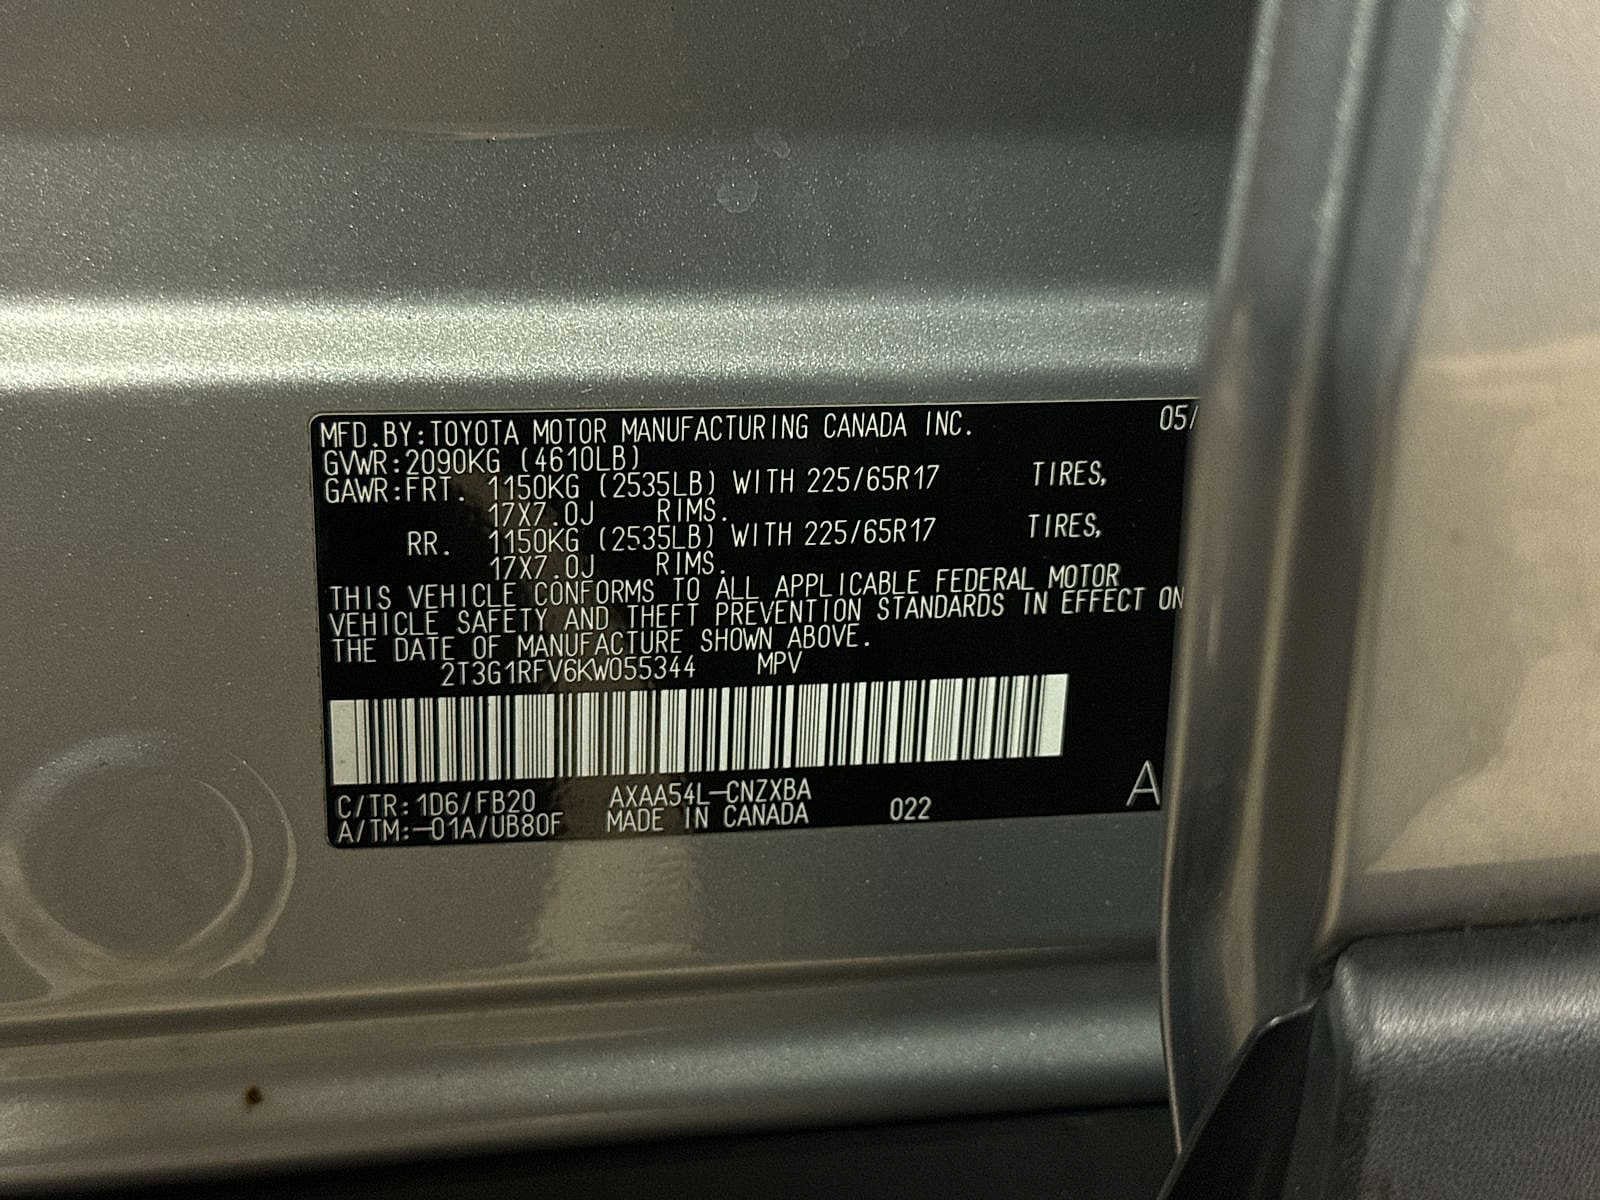 MFD.BY:TOYOTA MOTOR MANUFACTURING CANADA INC. 05/
GVWR:2090KG (4610LB)
GAWR:FRT. 1150KG (2535LB) WITH 225/65R17 TIRES,
17X7.0J RIMS.
RR. 1150KG (2535LB) WITH 225/65R17 TIRES,
17X7.0J RIMS.
THIS VEHICLE CONFORMS TO ALL APPLICABLE FEDERAL MOTOR
VEHICLE SAFETY AND THEFT PREVENTION STANDARDS IN EFFECT ON
THE DATE OF MANUFACTURE SHOWN ABOVE.
2T3G1RFV6KW055344 MPV
C/TR:1D6/FB20 AXAA54L-CNZXBA
A/TM:-01A/UB80F MADE IN CANADA 022 A